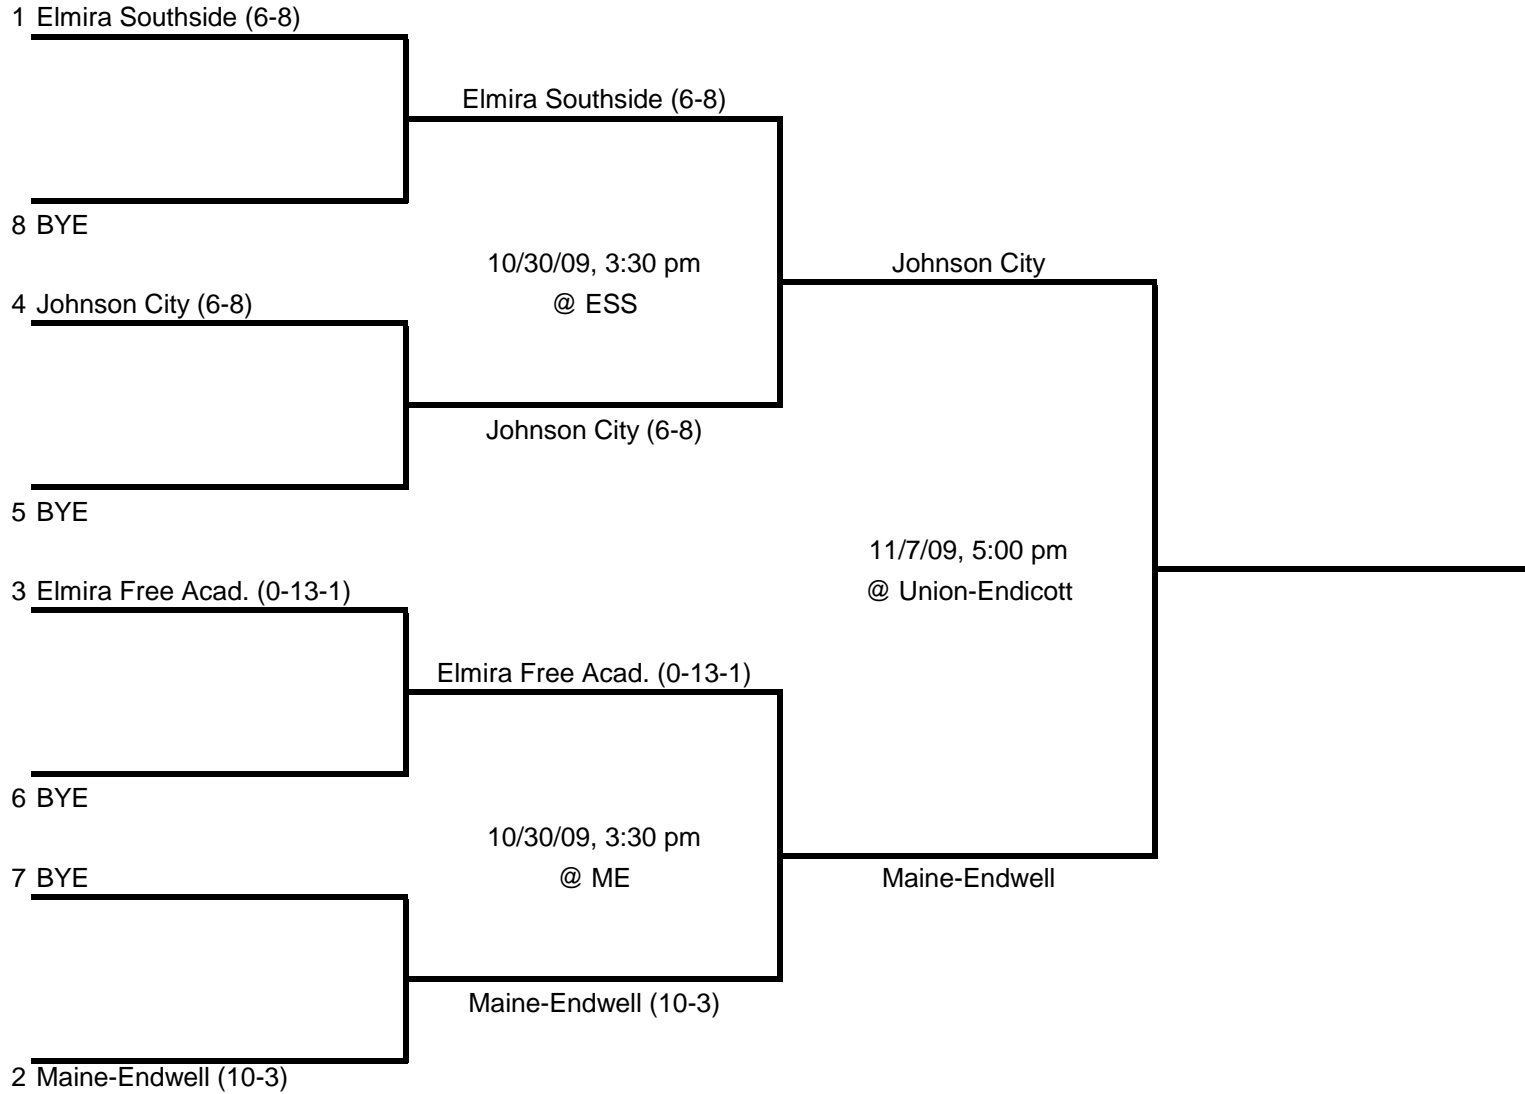 1 Elmira Southside (6-8)
Elmira Southside (6-8)
8 BYE
10/30/09, 3:30 pm
@ ESS
Johnson City
4 Johnson City (6-8)
Johnson City (6-8)
5 BYE
11/7/09, 5:00 pm
@ Union-Endicott
3 Elmira Free Acad. (0-13-1)
Elmira Free Acad. (0-13-1)
6 BYE
10/30/09, 3:30 pm
@ ME
7 BYE
Maine-Endwell
Maine-Endwell (10-3)
2 Maine-Endwell (10-3)